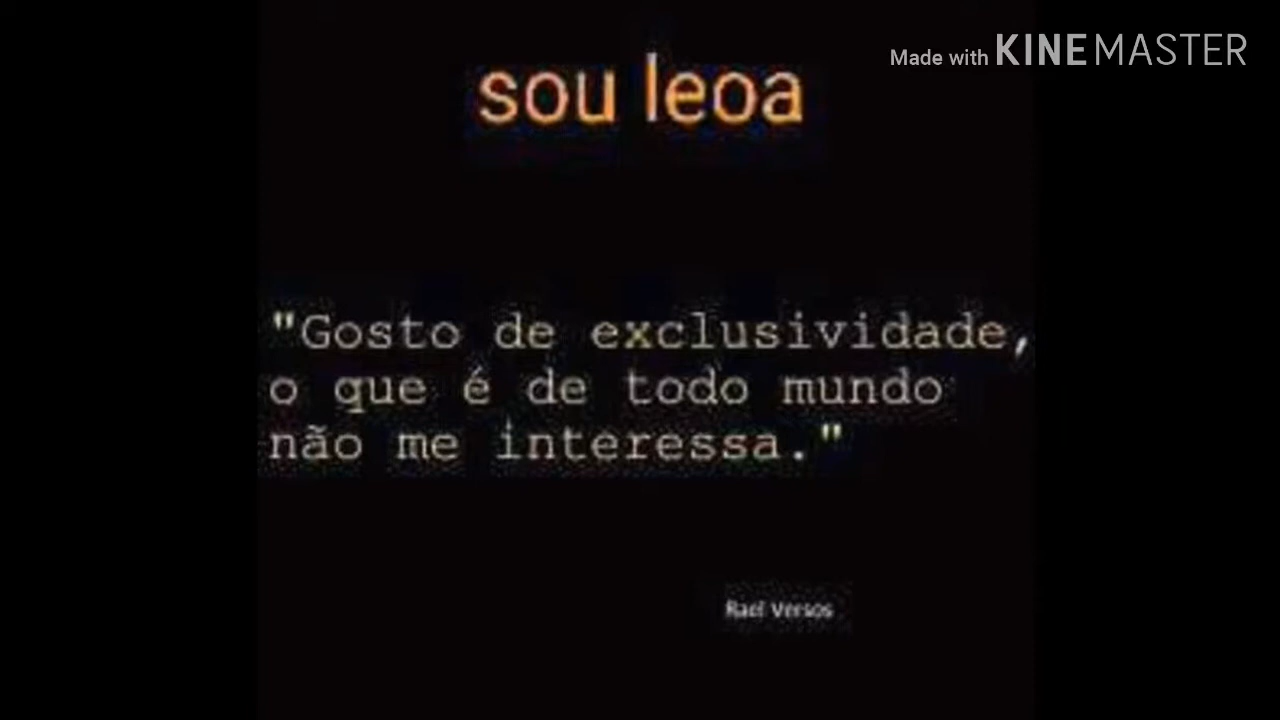 Made with KINEMASTER
sou leoa
"Gosto de exclusividade,
o que é de todo mundo
não me interessa."
Rael Versos